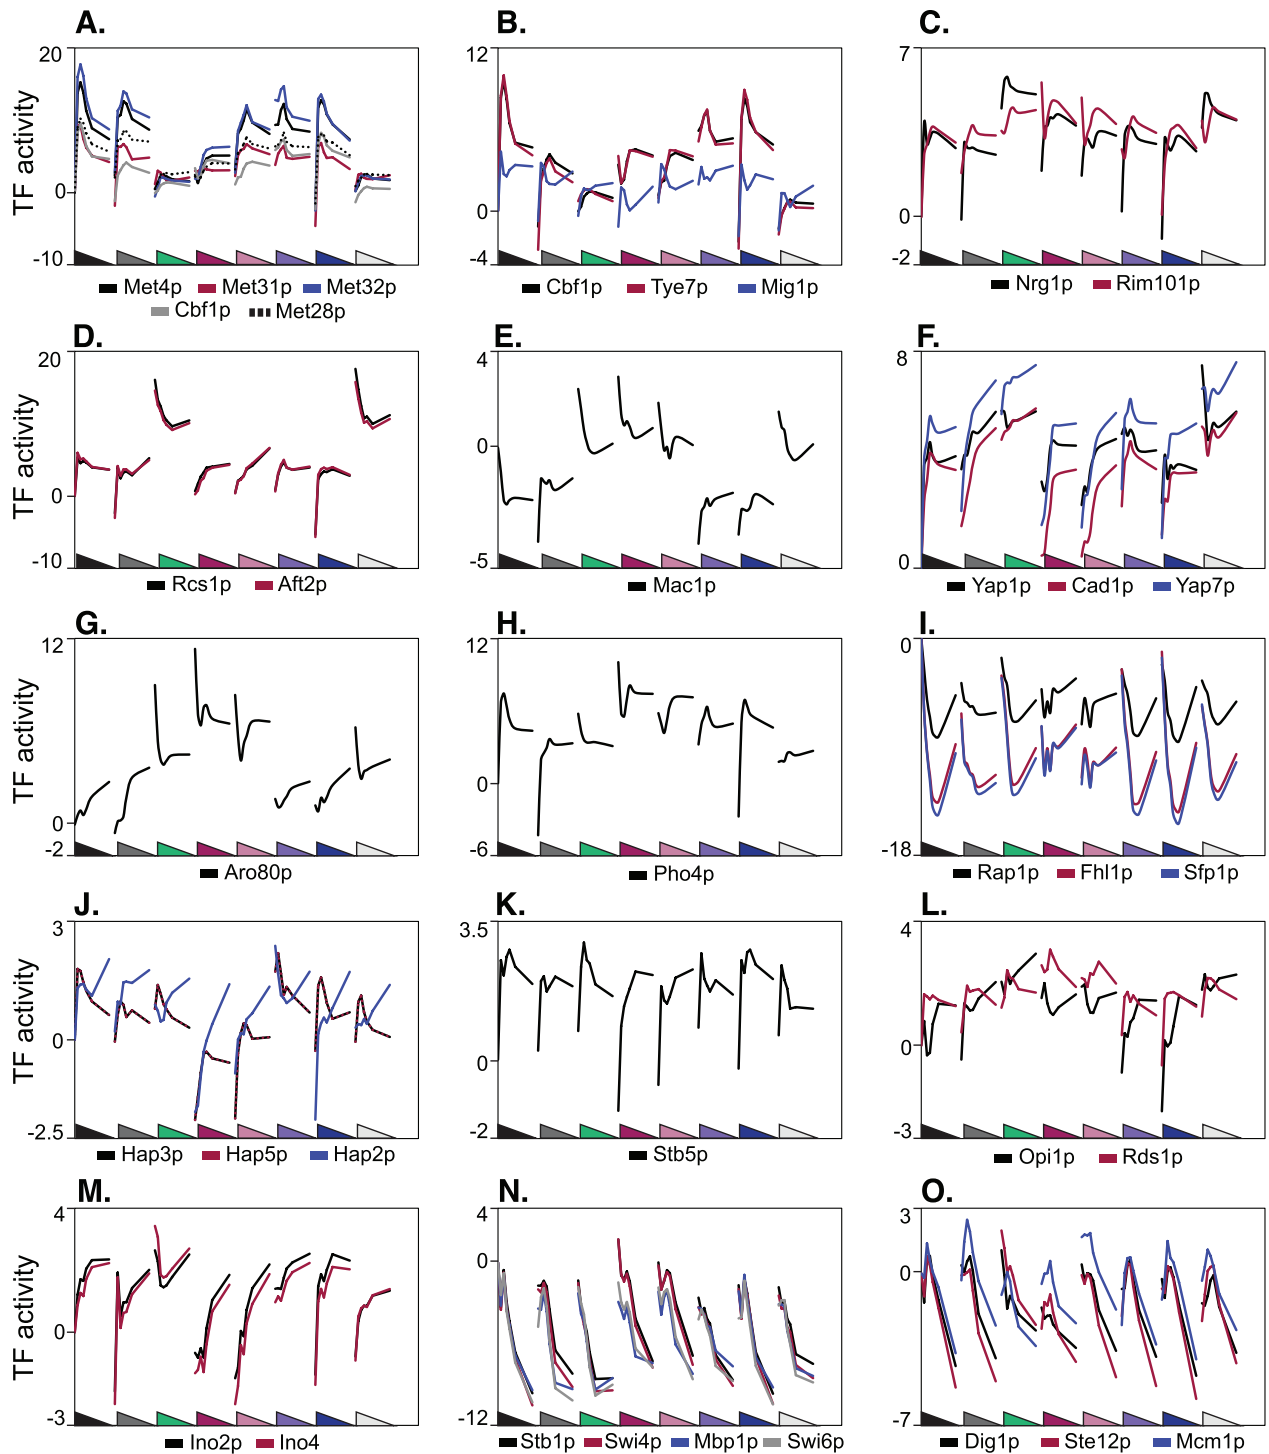 A. B. C.
20 12 7
TF activity
0 0 0
-10 -4 -2
Met4p Met31p Met32p Cbf1p Tye7p Mig1p Nrg1p Rim101p
Cbf1p Met28p
D. E. F.
20 4 8
TF activity
0 0
-10 -5 0
Rcs1p Aft2p Mac1p Yap1p Cad1p Yap7p
G. H. I.
12 12 0
TF activity
0 0
-2 -6 -18
Aro80p Pho4p Rap1p Fhl1p Sfp1p
J. K. L.
3 3.5 4
TF activity
0 0 0
-2.5 -2 -3
Hap3p Hap5p Hap2p Stb5p Opi1p Rds1p
M. N. O.
4 4 3
TF activity
0 0 0
-3 -12 -7
Ino2p Ino4 Stb1p Swi4p Mbp1p Swi6p Dig1p Ste12p Mcm1p